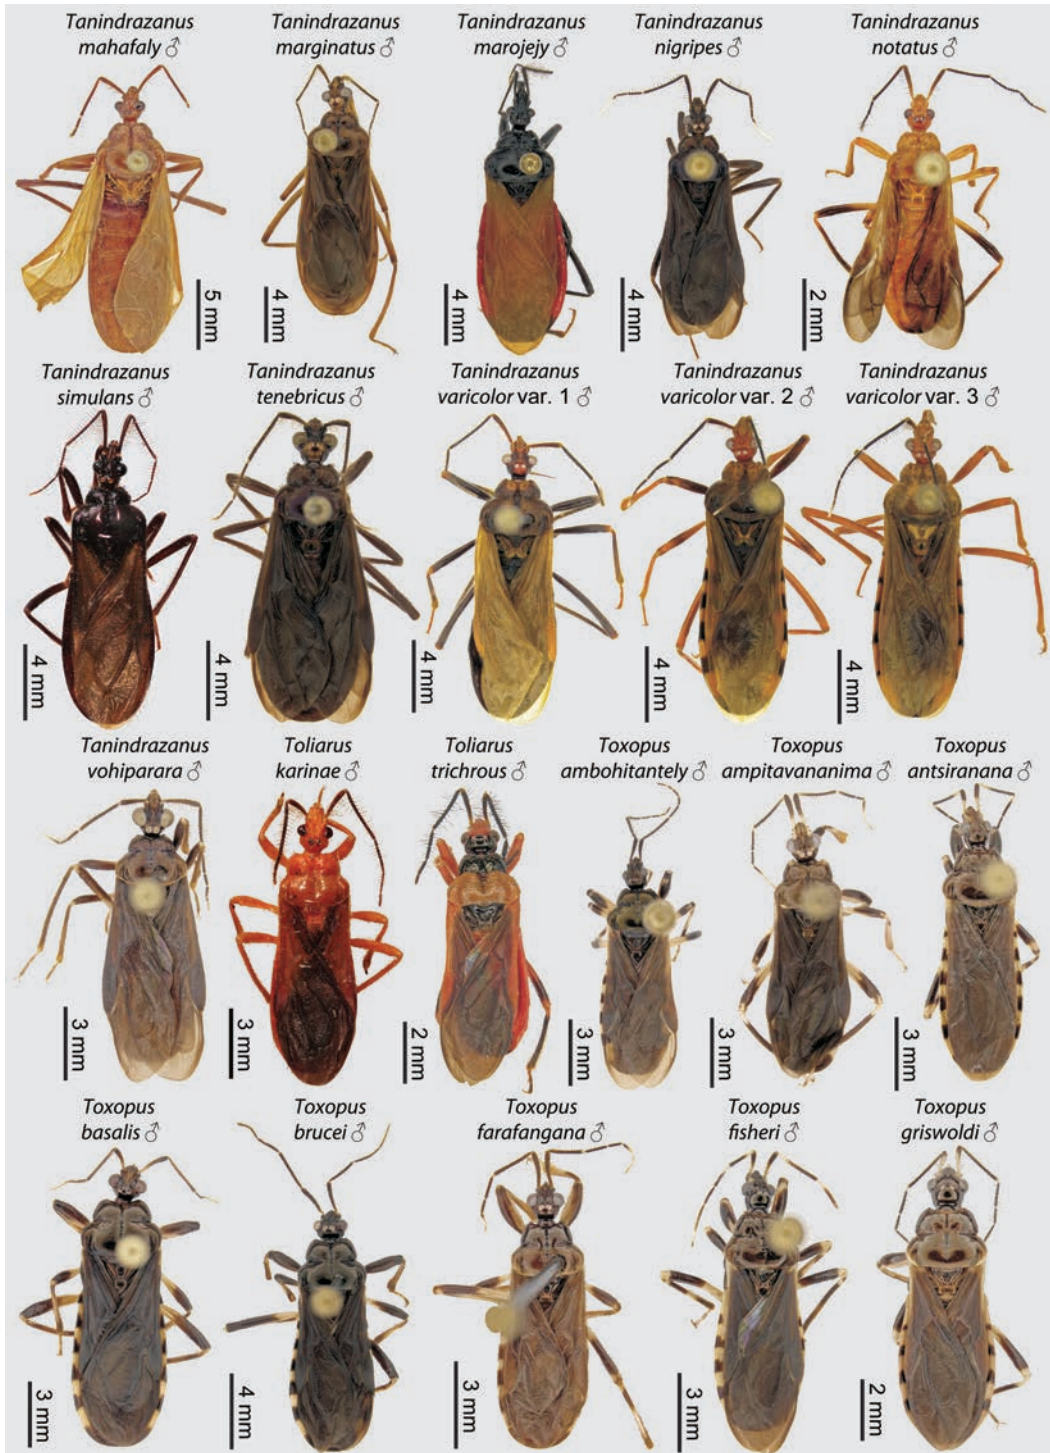 Tanindrazanus
mahafaly ♂
Tanindrazanus
marginatus ♂
Tanindrazanus
marojejy ♂
Tanindrazanus
nigripes ♂
Tanindrazanus
notatus ♂
5 mm
4 mm
4 mm
4 mm
2 mm
Tanindrazanus
simulans ♂
Tanindrazanus
tenebricus ♂
Tanindrazanus
varicolor var. 1 ♂
Tanindrazanus
varicolor var. 2 ♂
Tanindrazanus
varicolor var. 3 ♂
4 mm
4 mm
4 mm
4 mm
4 mm
Tanindrazanus
vohiparara ♂
Toliarus
karinae ♂
Toliarus
trichrous ♂
Toxopus
ambohitantely ♂
Toxopus
ampitavananima ♂
Toxopus
antsiranana ♂
3 mm
3 mm
2 mm
3 mm
3 mm
3 mm
Toxopus
basalis ♂
Toxopus
brucei ♂
Toxopus
farafangana ♂
Toxopus
fisheri ♂
Toxopus
griswoldi ♂
3 mm
4 mm
3 mm
3 mm
2 mm